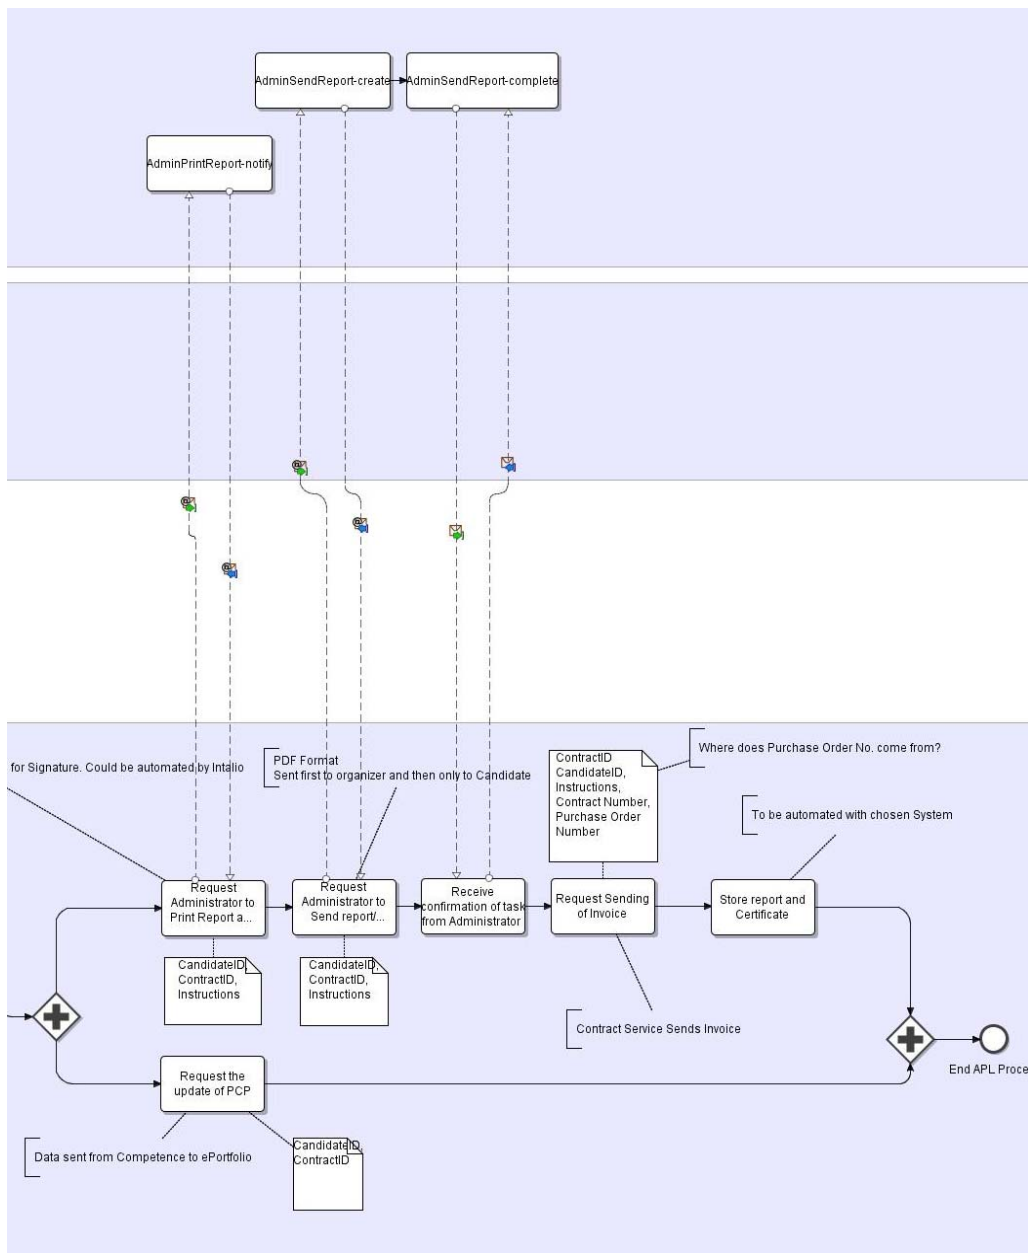 AdminSendReport-create
AdminSendReport-complete
AdminPrintReport-notify
for Signature. Could be automated by Intalio
PDF Format
Sent first to organizer and then only to Candidate
ContractID
CandidateID,
Instructions,
Contract Number,
Purchase Order
Number
Where does Purchase Order No. come from?
To be automated with chosen System
Request
Administrator to
Print Report a...
Request
Administrator to
Send report/...
Receive
confirmation of task
from Administrator
Request Sending
of Invoice
Store report and
Certificate
CandidateID,
ContractID,
Instructions
CandidateID,
ContractID,
Instructions
Contract Service Sends Invoice
End APL Proce
Request the
update of PCP
Data sent from Competence to ePortfolio
CandidateID,
ContractID